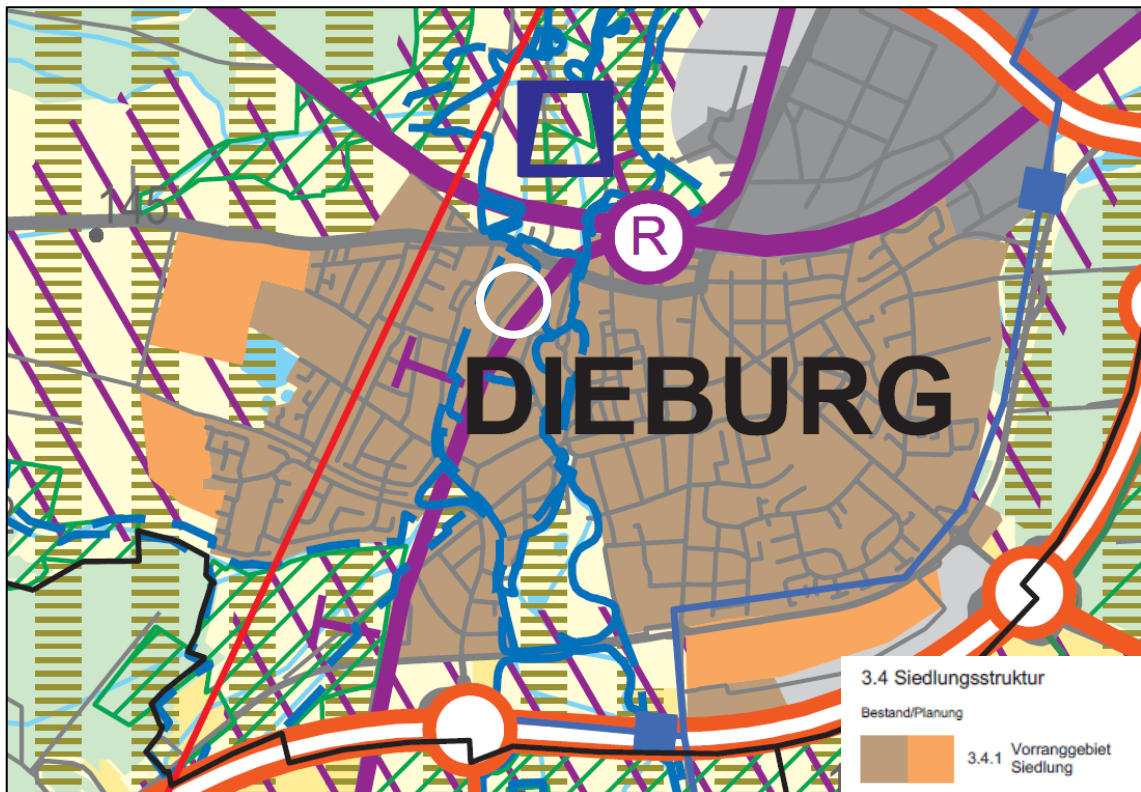 145
R
DIEBURG
3.4 Siedlungsstruktur
Bestand/Planung
3.4.1 Vorranggebiet
Siedlung